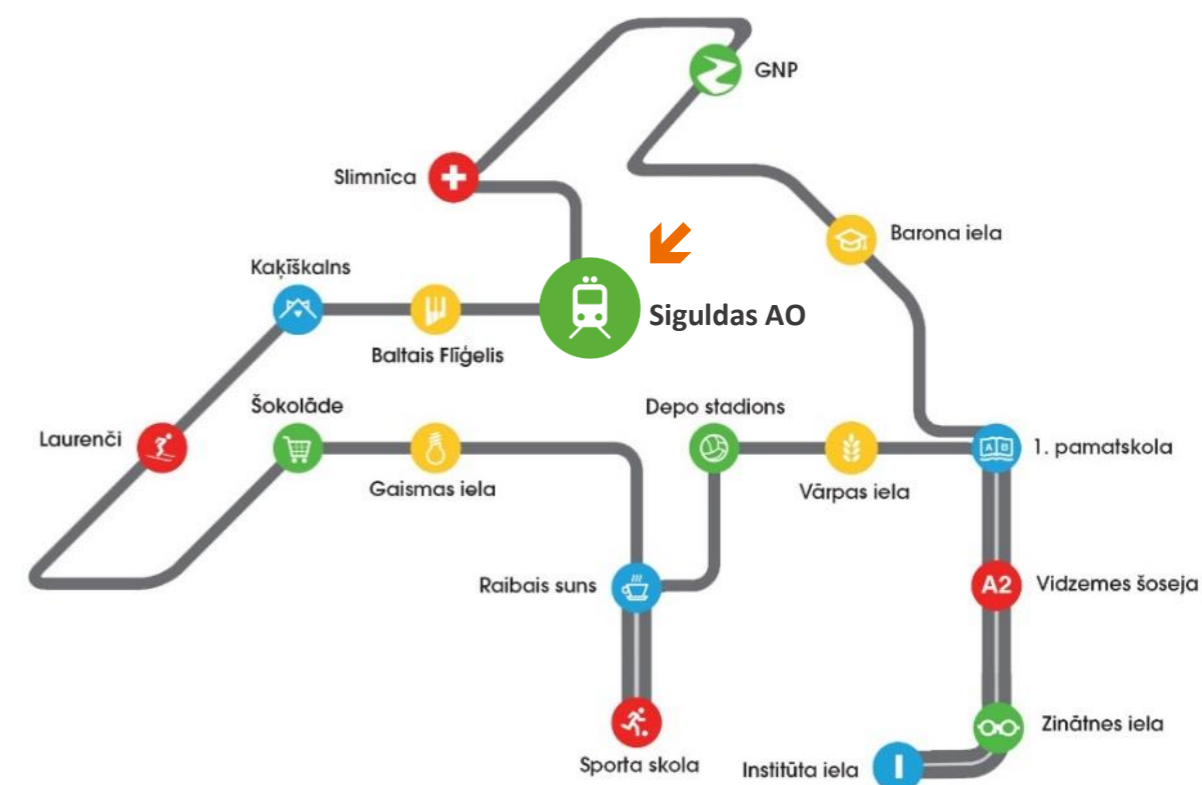 GNP
Slimnīca
Barona iela
Kaķīškalns
Siguldas AO
Baltais Flīģelis
Šokolāde
Depo stadions
Laurenči
A B
1. pamatskola
Gaismas iela
Vārpas iela
Raibais suns
A2
Vidzemes šoseja
Zinātnes iela
Sporta skola
Institūta iela
I